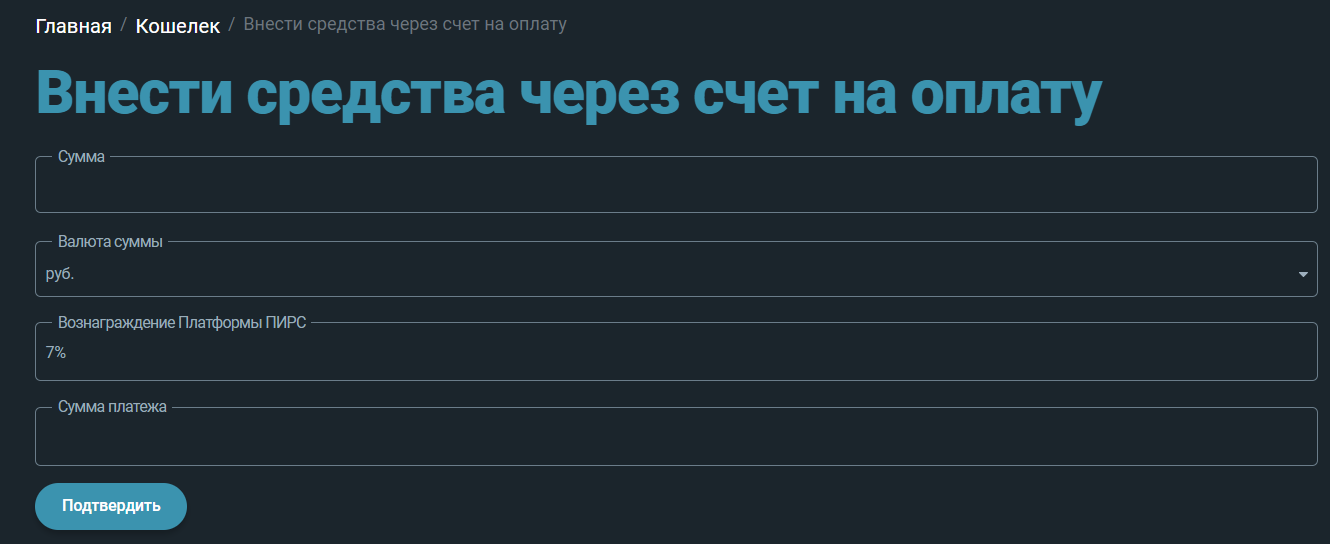 Главная / Кошелек / Внести средства через счет на оплату
Внести средства через счет на оплату
Сумма
Валюта суммы
руб.
Вознаграждение Платформы ПИРС
7%
Сумма платежа
Подтвердить